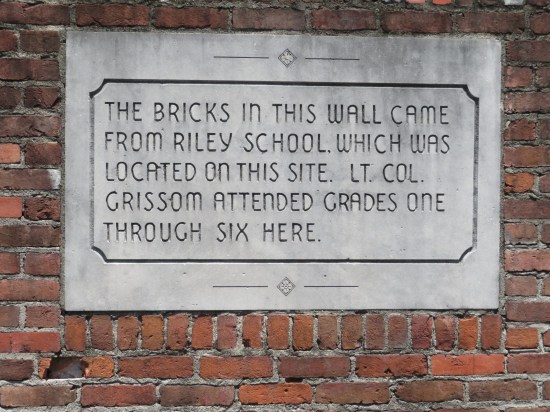 THE BRICKS IN THIS WALL CAME
FROM RILEY SCHOOL, WHICH WAS
LOCATED ON THIS SITE. LT. COL.
GRISSOM ATTENDED GRADES ONE
THROUGH SIX HERE.